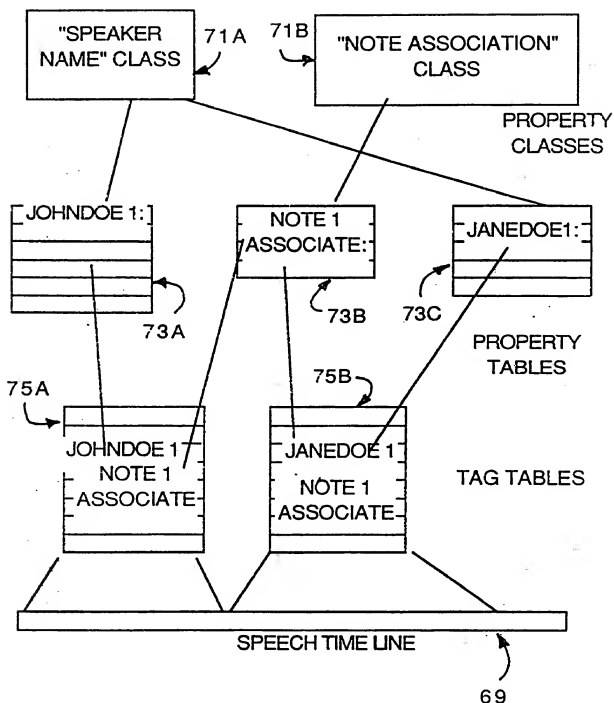 "SPEAKER
NAME" CLASS
71A
71B
"NOTE ASSOCIATION"
CLASS
PROPERTY
CLASSES
JOHNDOE 1:
NOTE 1
ASSOCIATE:
JANEDOE1:
73A
73B
73C
PROPERTY
TABLES
75A
75B
JOHNDOE 1
NOTE 1
ASSOCIATE
JANEDOE 1
NOTE 1
ASSOCIATE
TAG TABLES
SPEECH TIME LINE
69